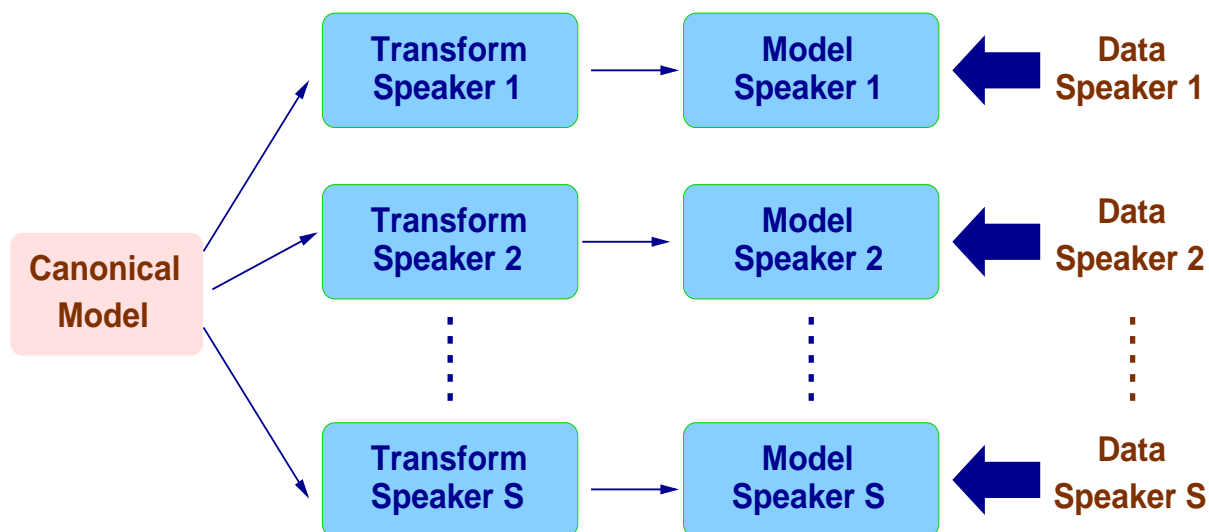 Transform
Speaker 1
Model
Speaker 1
Data
Speaker 1
Transform
Speaker 2
Model
Speaker 2
Data
Speaker 2
Canonical
Model
Transform
Speaker S
Model
Speaker S
Data
Speaker S